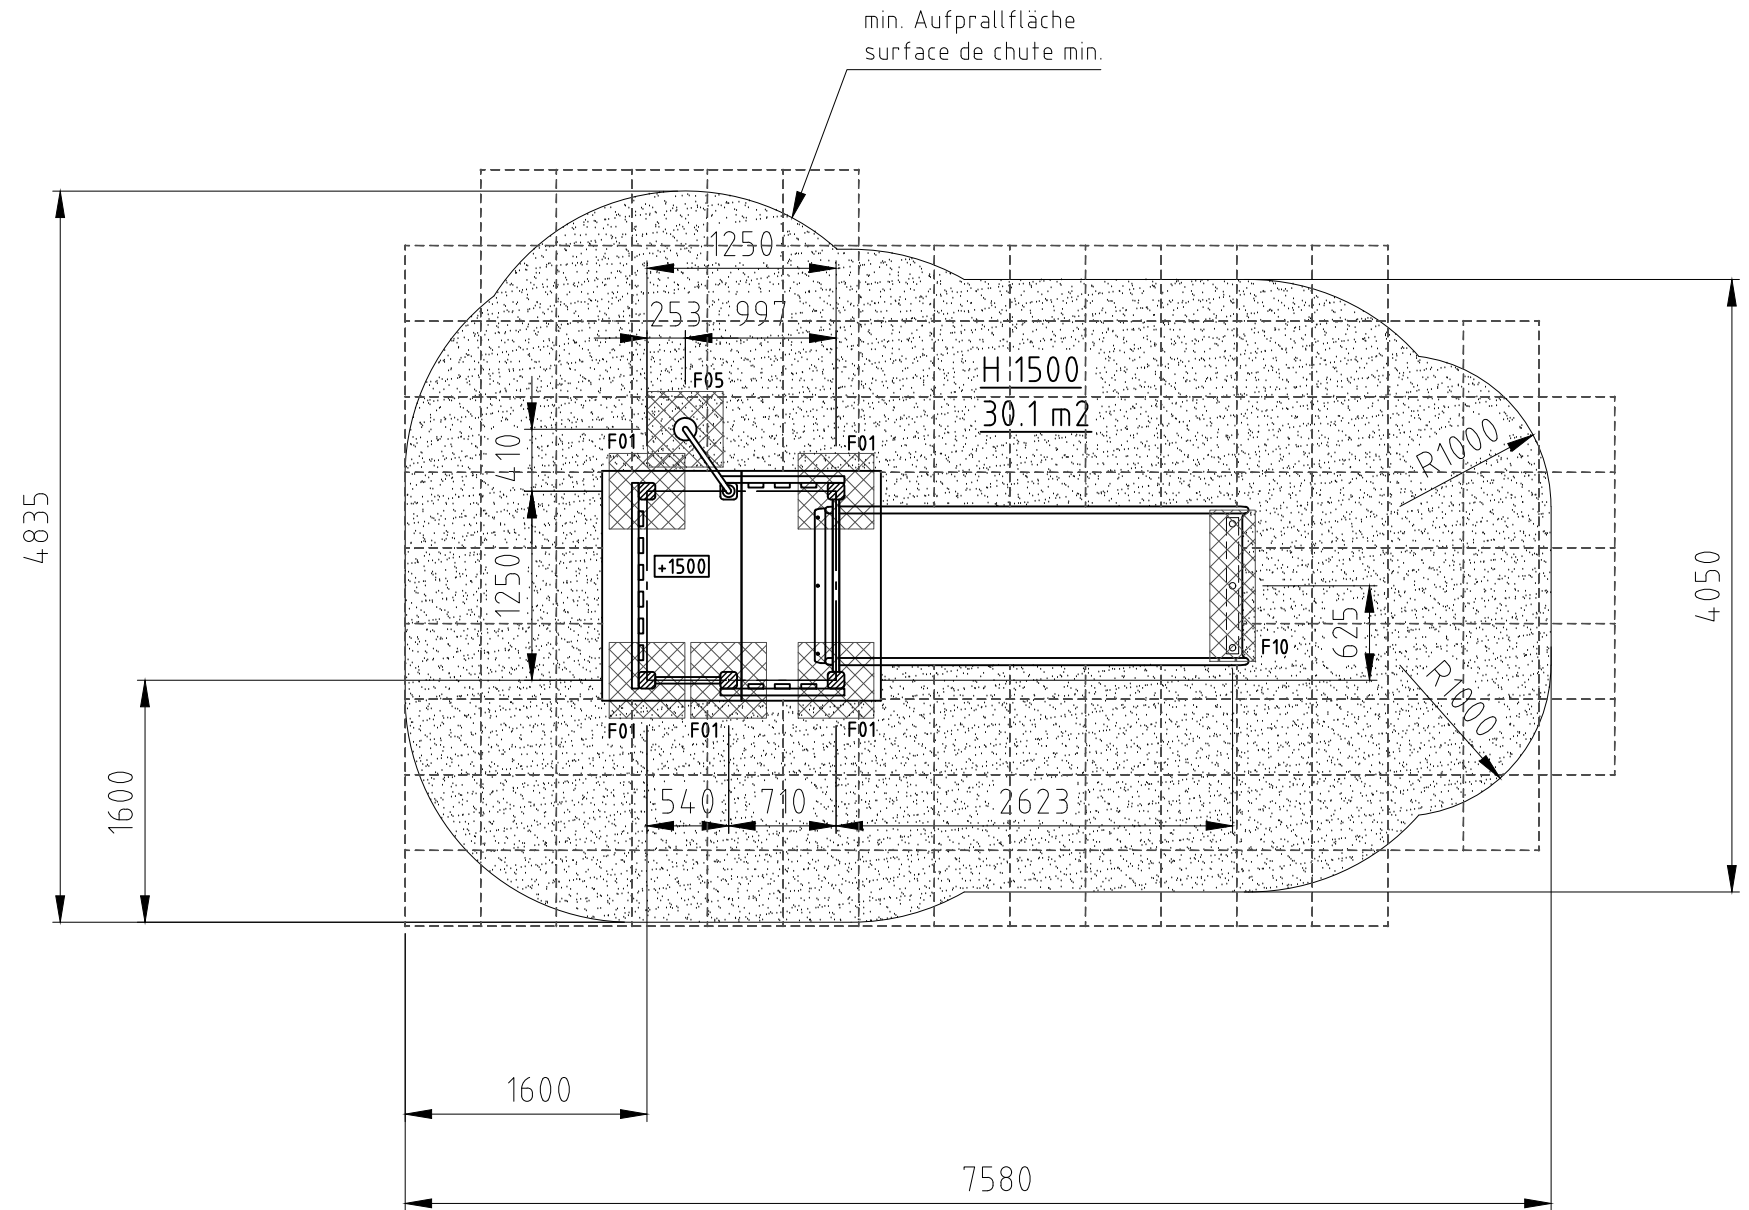 min. Aufprallfläche
surface de chute min.
1250
253
997
H 1500
30.1 m2
F05
F01
F01
R1000
410
4835
1250
+1500
4050
625
F10
R1000
F01
F01
F01
1600
540
710
2623
1600
7580